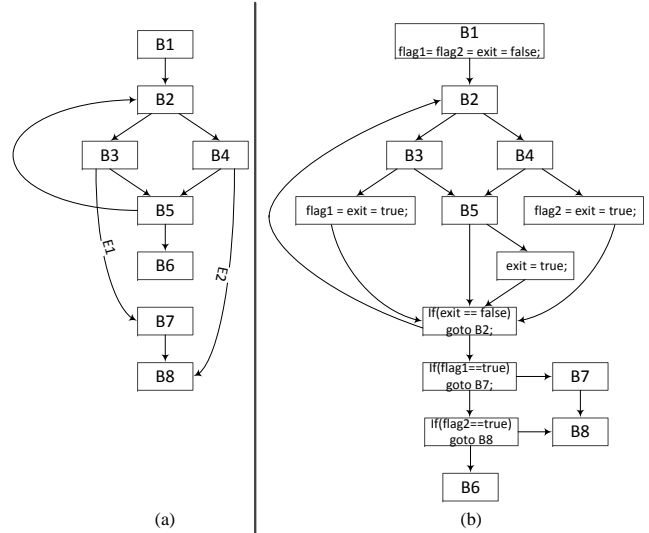 B1
B2
B3
B4
B5
E1
E2
B6
B7
B8
(a)
B1
flag1= flag2 = exit = false;
B2
B3
B4
flag1 = exit = true;
B5
flag2 = exit = true;
exit = true;
If(exit == false)
goto B2;
If(flag1==true)
goto B7;
B7
If(flag2==true)
goto B8
B8
B6
(b)